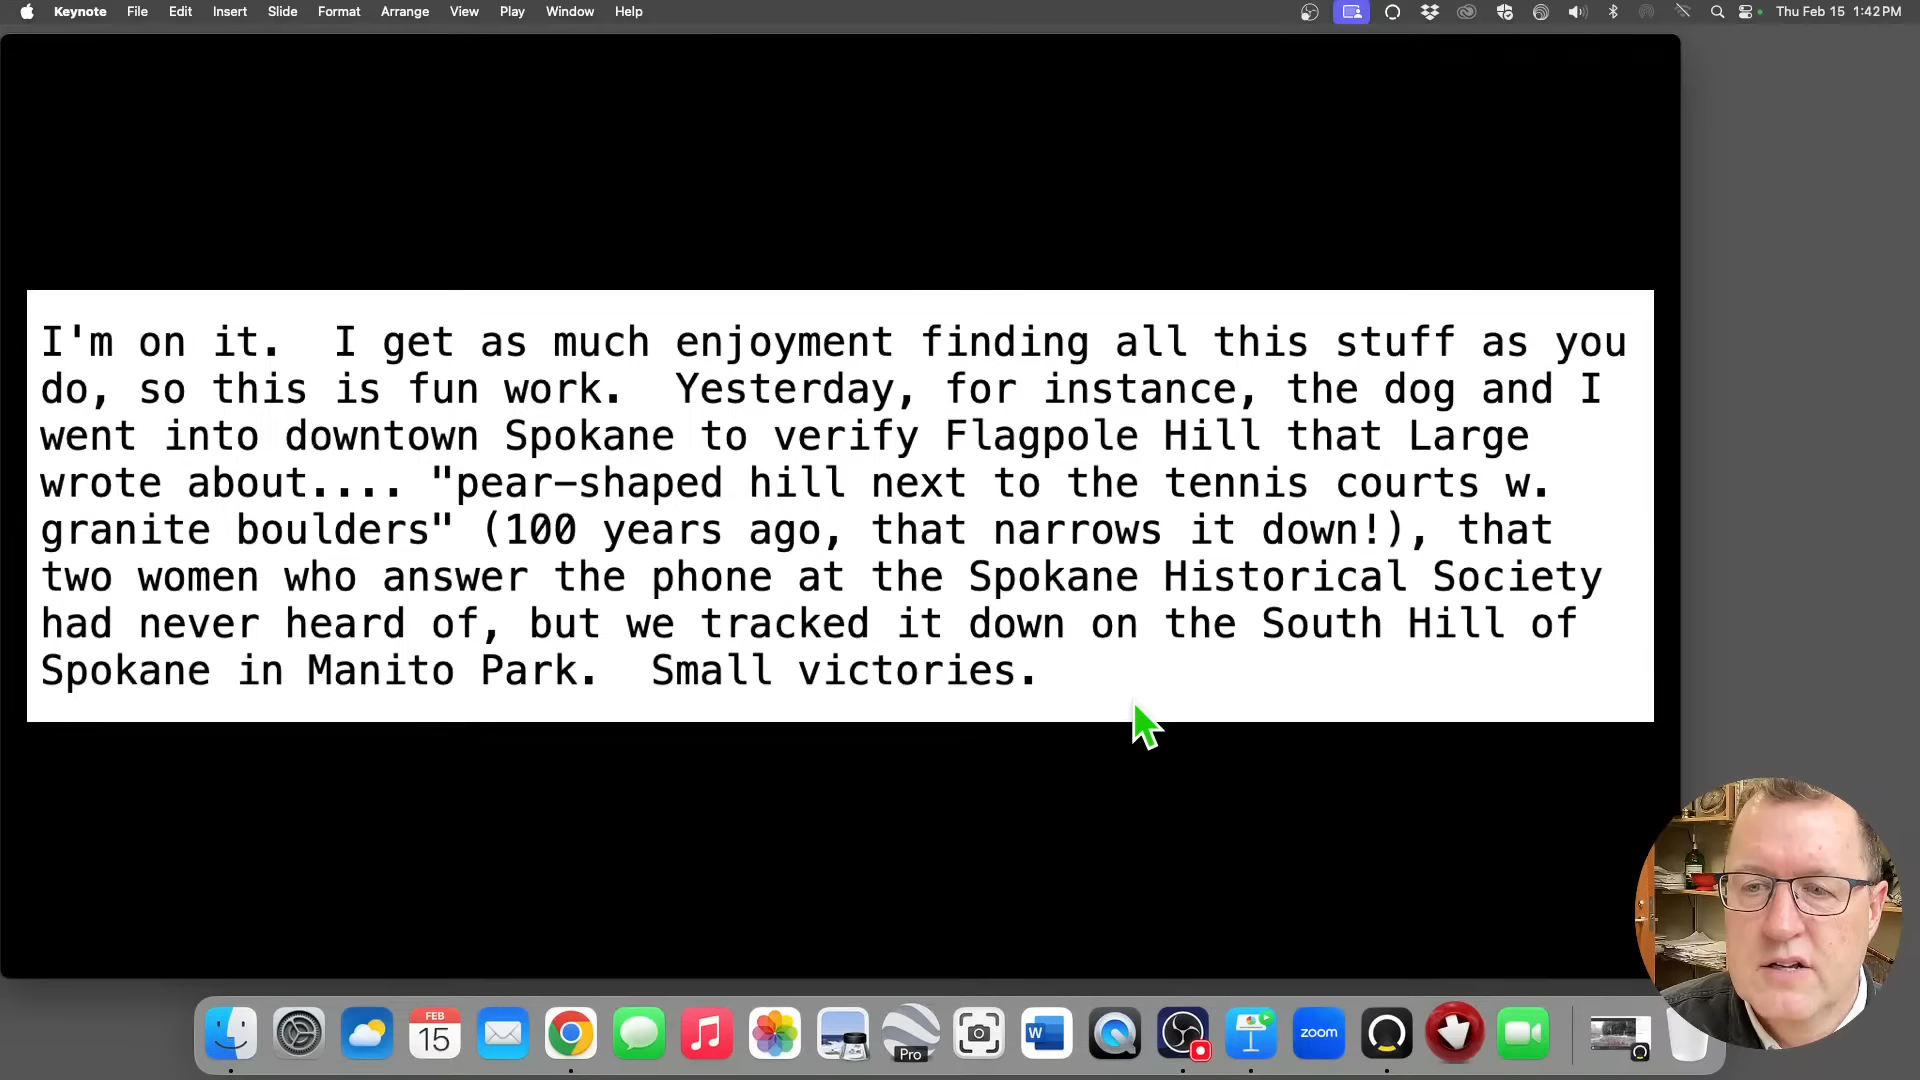 Keynote File Edit Insert Slide Format Arrange View Play Window Help Thu Feb 15 1:42 PM
I'm on it.  I get as much enjoyment finding all this stuff as you
do, so this is fun work.  Yesterday, for instance, the dog and I
went into downtown Spokane to verify Flagpole Hill that Large
wrote about.... "pear-shaped hill next to the tennis courts w.
granite boulders" (100 years ago, that narrows it down!), that
two women who answer the phone at the Spokane Historical Society
had never heard of, but we tracked it down on the South Hill of
Spokane in Manito Park.  Small victories.
FEB
15
Pro
W
zoom